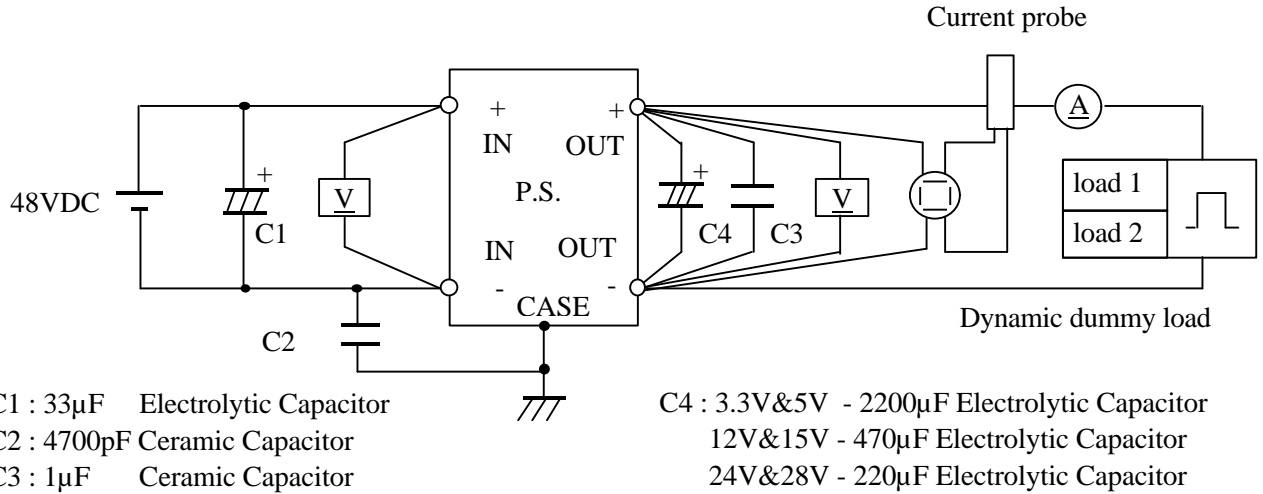 Current probe
+ +
IN OUT
A
48VDC
+
C1
V
P.S.
+
C4
C3
V
load 1
load 2
IN OUT
- -
CASE
C2
Dynamic dummy load
C1 : 33µF Electrolytic Capacitor
C2 : 4700pF Ceramic Capacitor
C3 : 1µF Ceramic Capacitor
C4 : 3.3V&5V - 2200µF Electrolytic Capacitor
12V&15V - 470µF Electrolytic Capacitor
24V&28V - 220µF Electrolytic Capacitor